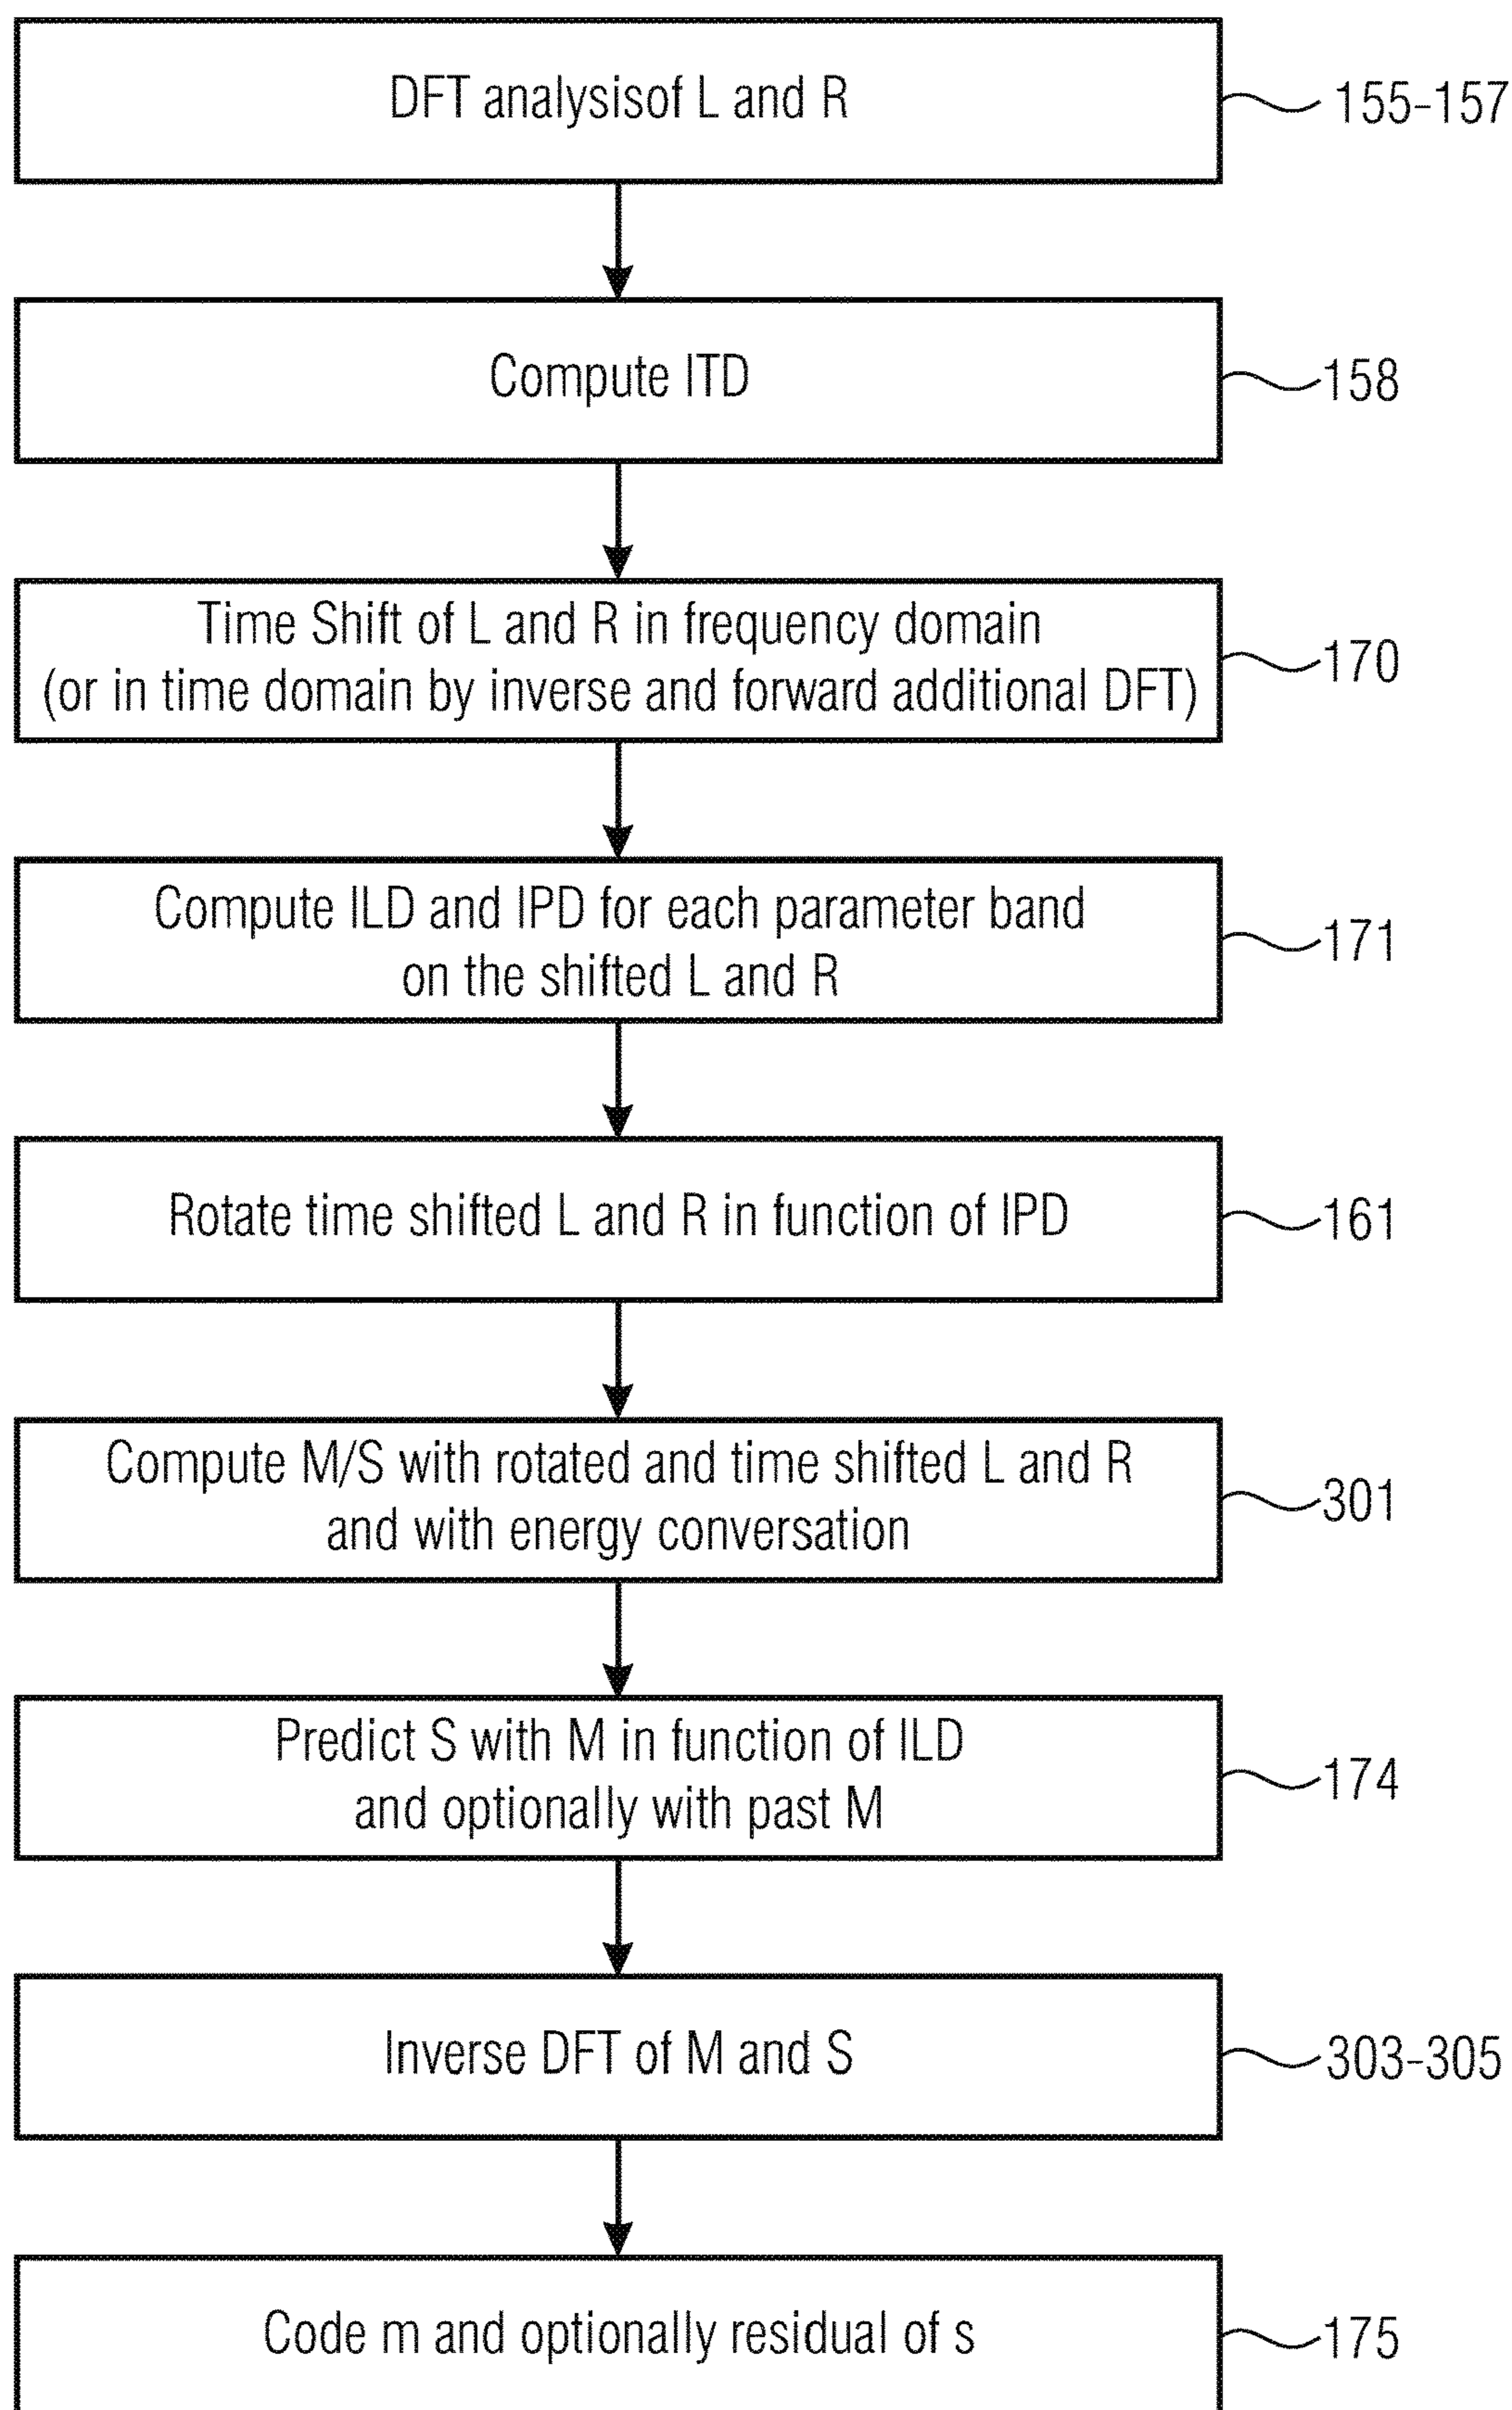 DFT analysisof L and R
155-157
Compute ITD
158
Time Shift of L and R in frequency domain
(or in time domain by inverse and forward additional DFT)
170
Compute ILD and IPD for each parameter band
on the shifted L and R
171
Rotate time shifted L and R in function of IPD
161
Compute M/S with rotated and time shifted L and R
and with energy conversation
301
Predict S with M in function of ILD
and optionally with past M
174
Inverse DFT of M and S
303-305
Code m and optionally residual of s
175